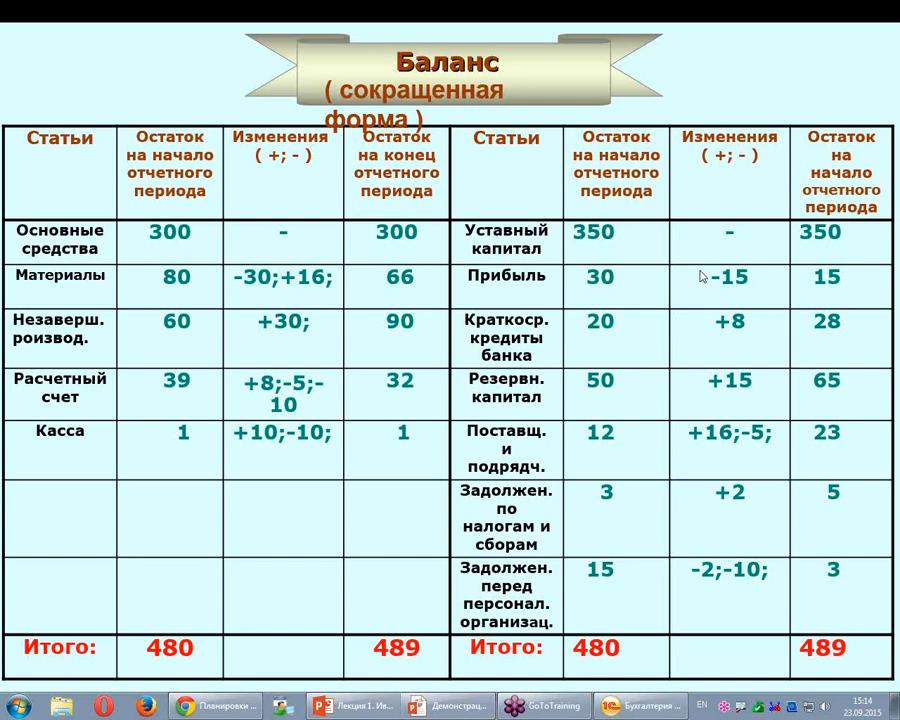 Баланс
( сокращенная
форма )
Статьи
Остаток
на начало
отчетного
периода
Изменения
( +; - )
Остаток
на конец
отчетного
периода
Статьи
Остаток
на начало
отчетного
периода
Изменения
( +; - )
Остаток
на
начало
отчетного
периода
Основные
средства
300
-
300
Уставный
капитал
350
-
350
Материалы
80
-30;+16;
66
Прибыль
30
-15
15
Незаверш.
роизвод.
60
+30;
90
Краткоср.
кредиты
банка
20
+8
28
Расчетный
счет
39
+8;-5;-
10
32
Резервн.
капитал
50
+15
65
Касса
1
+10;-10;
1
Поставщ.
и
подрядч.
12
+16;-5;
23
Задолжен.
по
налогам и
сборам
3
+2
5
Задолжен.
перед
персонал.
организац.
15
-2;-10;
3
Итого:
480
489
Итого:
480
489
Планировки ...
Лекция 1. Ив...
Демонстрац...
GoToTraining
Бухгалтерия ...
EN
15:14
23.09.2015